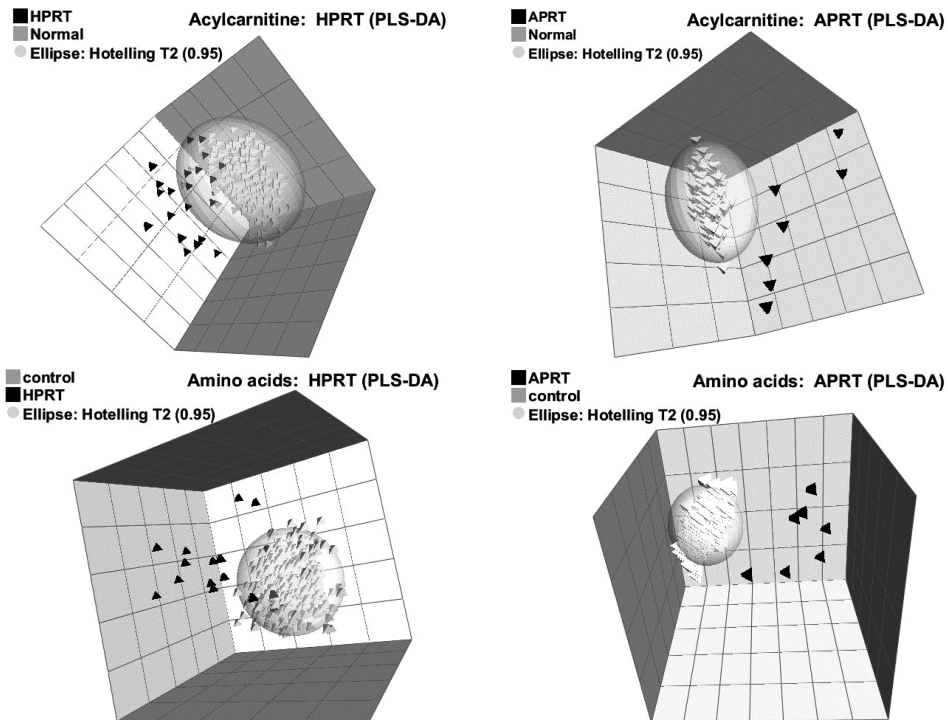 HPRT
Acylcarnitine: HPRT (PLS-DA)
Normal
Ellipse: Hotelling T2 (0.95)
APRT
Acylcarnitine: APRT (PLS-DA)
Normal
Ellipse: Hotelling T2 (0.95)
control
Amino acids: HPRT (PLS-DA)
HPRT
Ellipse: Hotelling T2 (0.95)
APRT
Amino acids: APRT (PLS-DA)
control
Ellipse: Hotelling T2 (0.95)